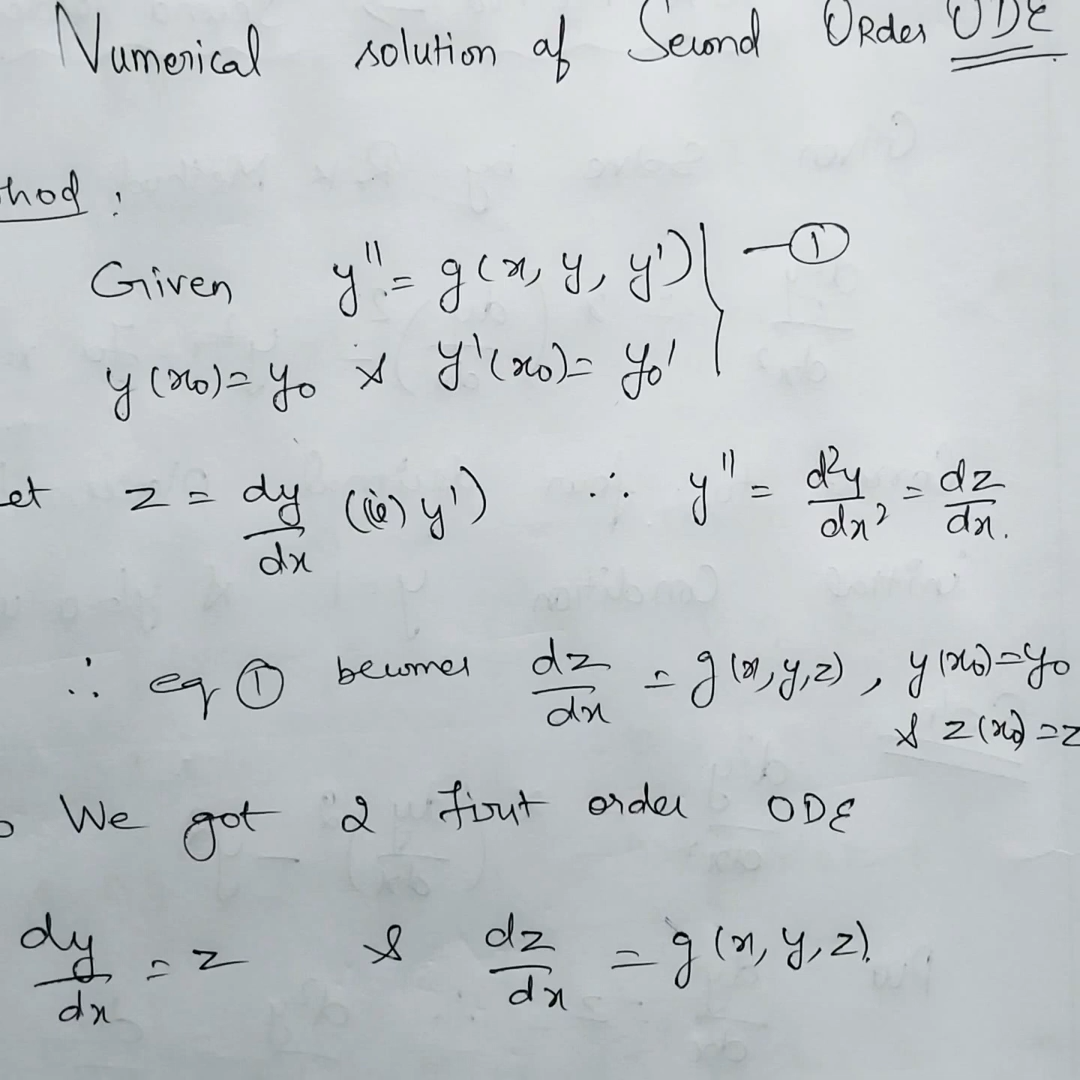 Numerical solution of Second Order ODE
thod :
Given y'' = g(x, y, y') } — ①
y(x₀) = y₀ & y'(x₀) = y₀'
et z = dy/dx ((ie) y') ∴ y'' = d²y/dx² = dz/dx.
∴ eq ① becomes dz/dx = g(x, y, z), y(x₀) = y₀
& z(x₀) = z
o We got 2 first order ODE
dy/dx = z & dz/dx = g(x, y, z).